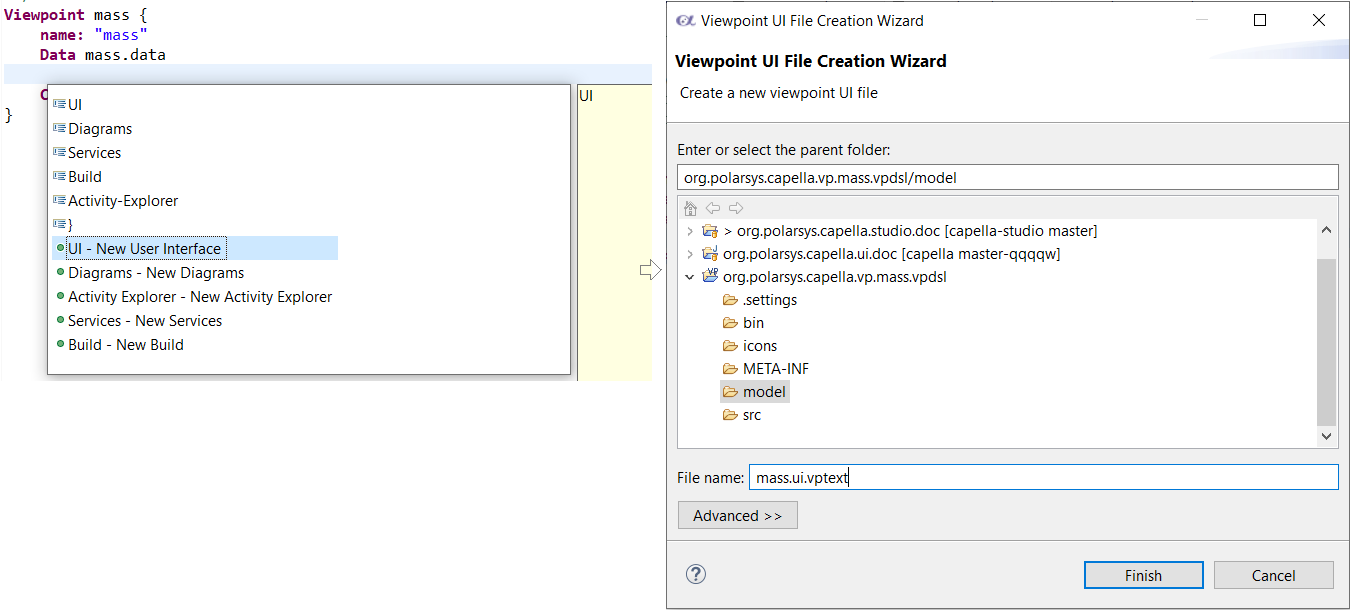 Viewpoint mass {
name: "mass"
Data mass.data
C
}
UI
Diagrams
Services
Build
Activity-Explorer
}
UI - New User Interface
Diagrams - New Diagrams
Activity Explorer - New Activity Explorer
Services - New Services
Build - New Build
UI
Viewpoint UI File Creation Wizard
Viewpoint UI File Creation Wizard
Create a new viewpoint UI file
Enter or select the parent folder:
org.polarsys.capella.vp.mass.vpdsl/model
> org.polarsys.capella.studio.doc [capella-studio master]
org.polarsys.capella.ui.doc [capella master-qqqqw]
org.polarsys.capella.vp.mass.vpdsl
.settings
bin
icons
META-INF
model
src
File name: mass.ui.vptext
Advanced >>
Finish
Cancel